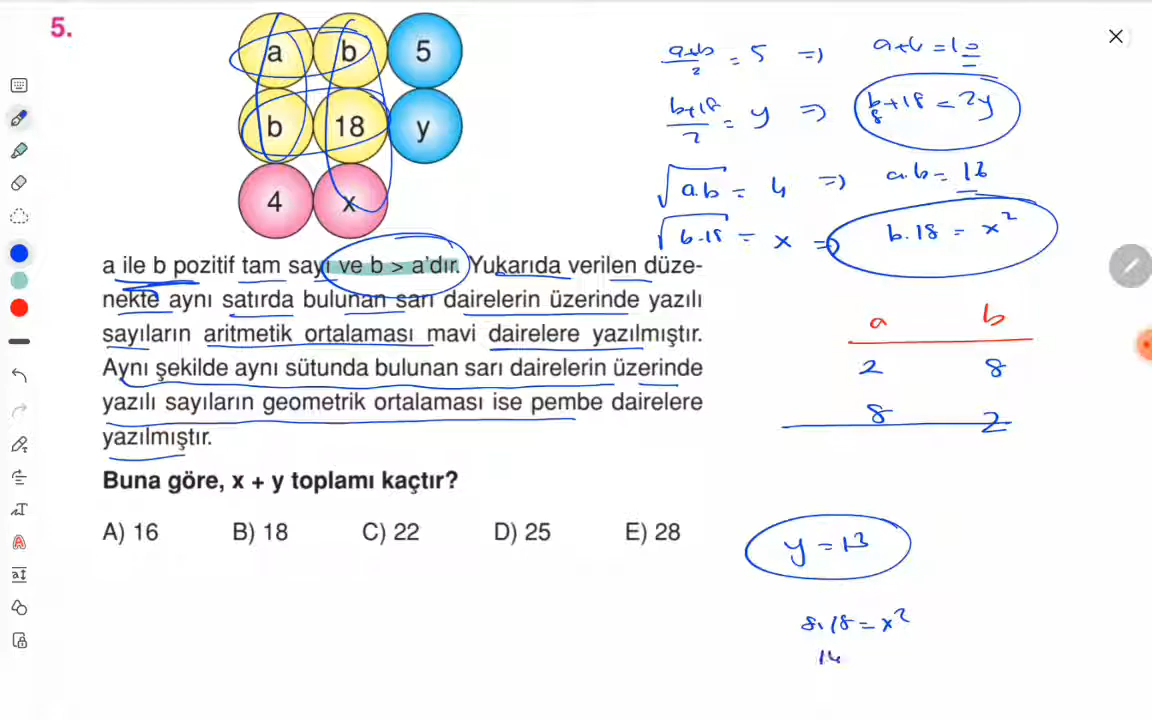 5.
a b 5
b 18 y
4 x
a ile b pozitif tam sayı ve b > a'dır. Yukarıda verilen düze-
nekte aynı satırda bulunan sarı dairelerin üzerinde yazılı
sayıların aritmetik ortalaması mavi dairelere yazılmıştır.
Aynı şekilde aynı sütunda bulunan sarı dairelerin üzerinde
yazılı sayıların geometrik ortalaması ise pembe dairelere
yazılmıştır.
Buna göre, x + y toplamı kaçtır?
A) 16 B) 18 C) 22 D) 25 E) 28
a+b/2 = 5 => a+b = 10
b+18/2 = y => b+18 = 2y
8
√a.b = 4 => a.b = 16
√b.18 = x => b.18 = x²
a b
2 8
8 2
y = 13
8.18 = x²
14